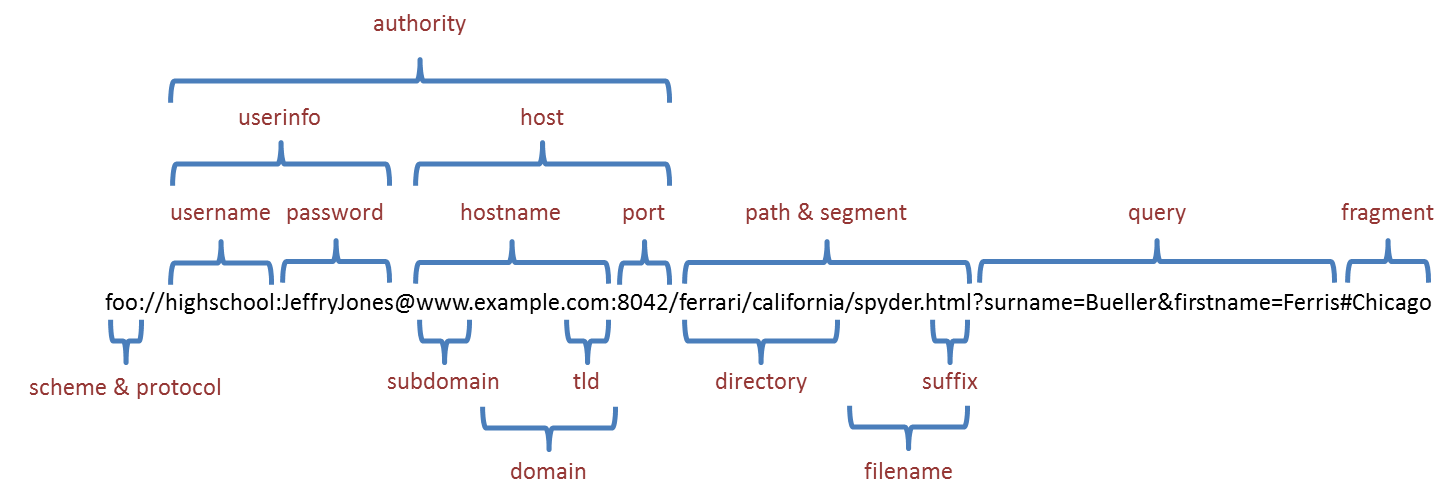 authority
userinfo host
username password hostname port path & segment query fragment
foo://highschool:JeffryJones@www.example.com:8042/ferrari/california/spyder.html?surname=Bueller&firstname=Ferris#Chicago
scheme & protocol subdomain tld directory suffix
domain filename